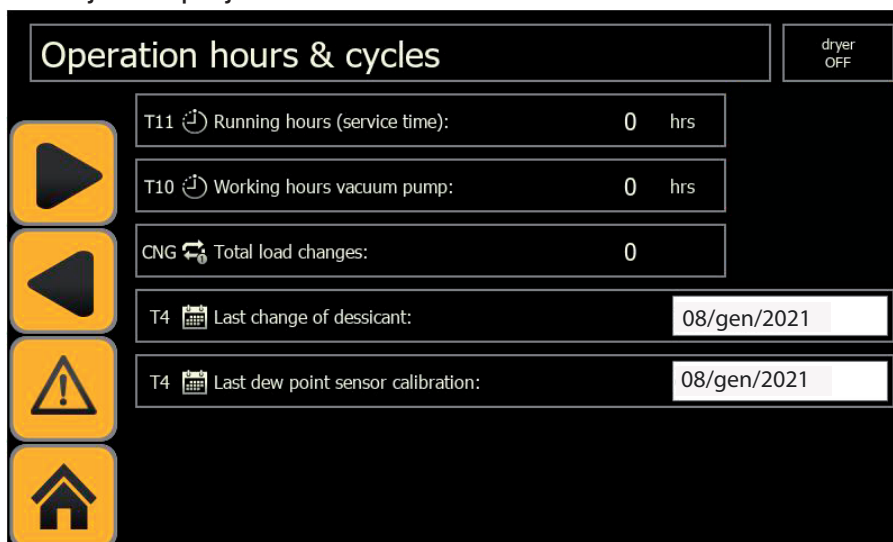 Operation hours & cycles
dryer
OFF
T11 Running hours (service time): 0 hrs
T10 Working hours vacuum pump: 0 hrs
CNG Total load changes: 0
T4 Last change of dessicant: 08/gen/2021
T4 Last dew point sensor calibration: 08/gen/2021